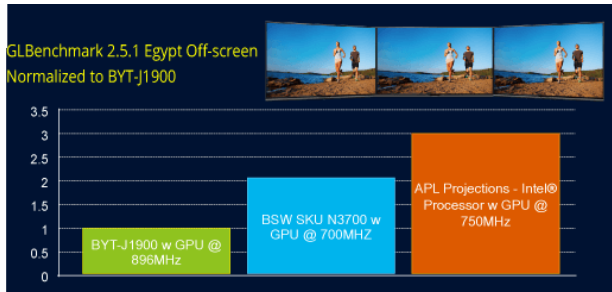 GLBenchmark 2.5.1 Egypt Off-screen
Normalized to BYT-J1900
3.5
3
2.5
2
1.5
1
0.5
0
BYT-J1900 w GPU @
896MHz
BSW SKU N3700 w
GPU @ 700MHZ
APL Projections - Intel®
Processor w GPU @
750MHz